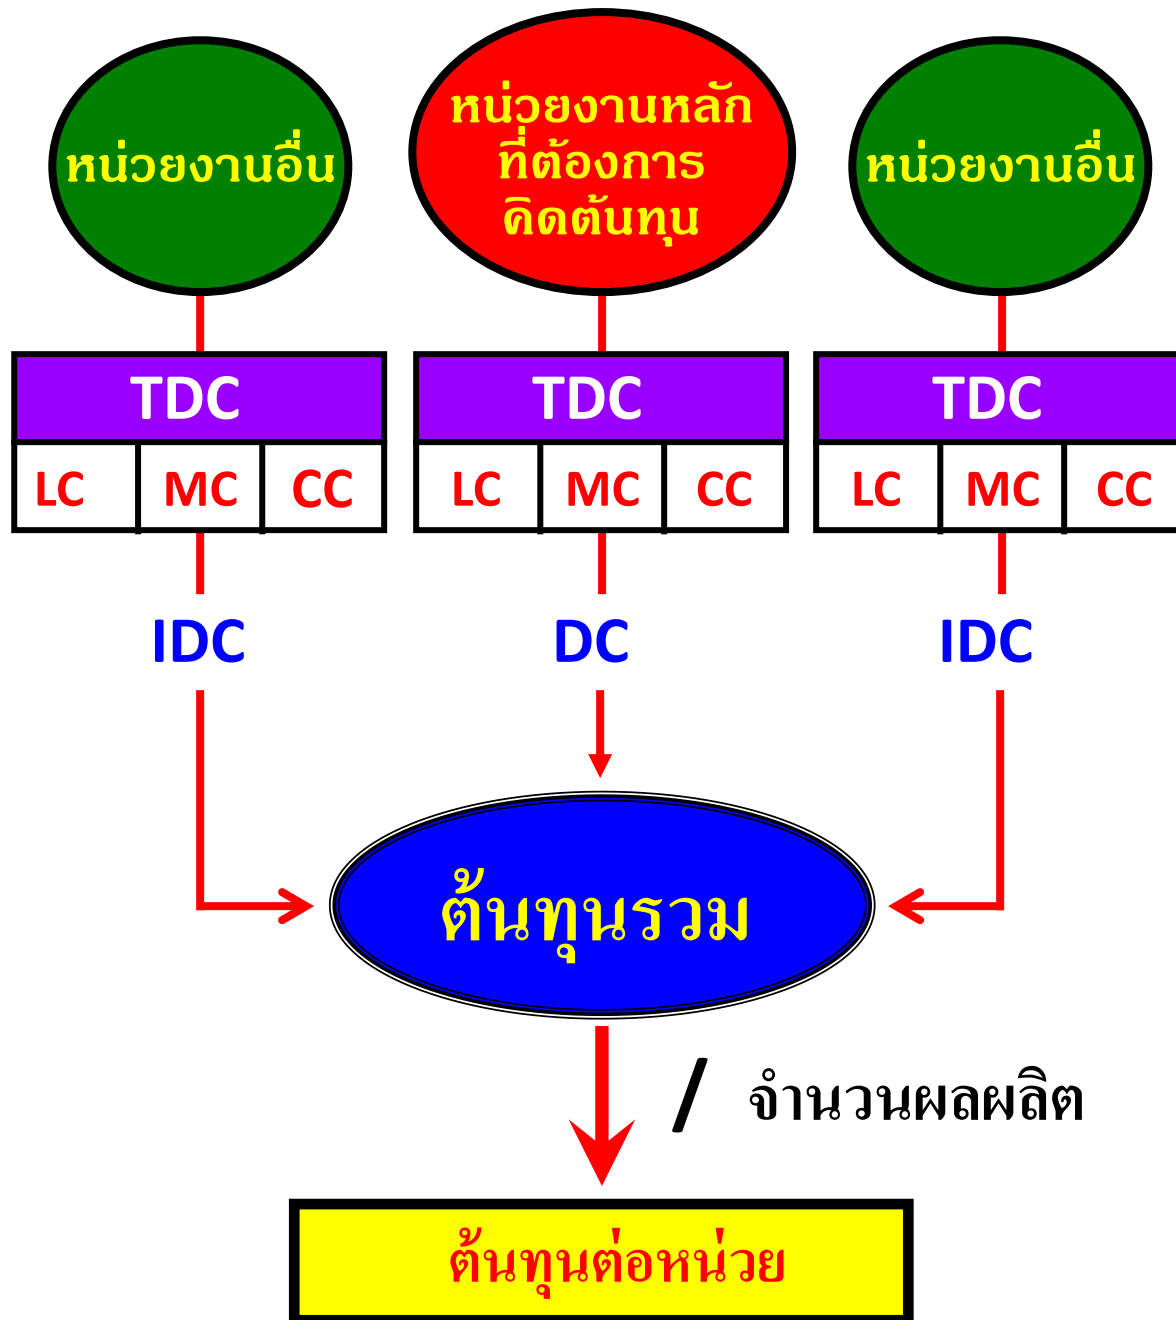 หน่วยงานอื่น
หน่วยงานหลัก
ที่ต้องการ
คิดต้นทุน
หน่วยงานอื่น
TDC
TDC
TDC
LC MC CC
LC MC CC
LC MC CC
IDC
DC
IDC
ต้นทุนรวม
/ จำนวนผลผลิต
ต้นทุนต่อหน่วย